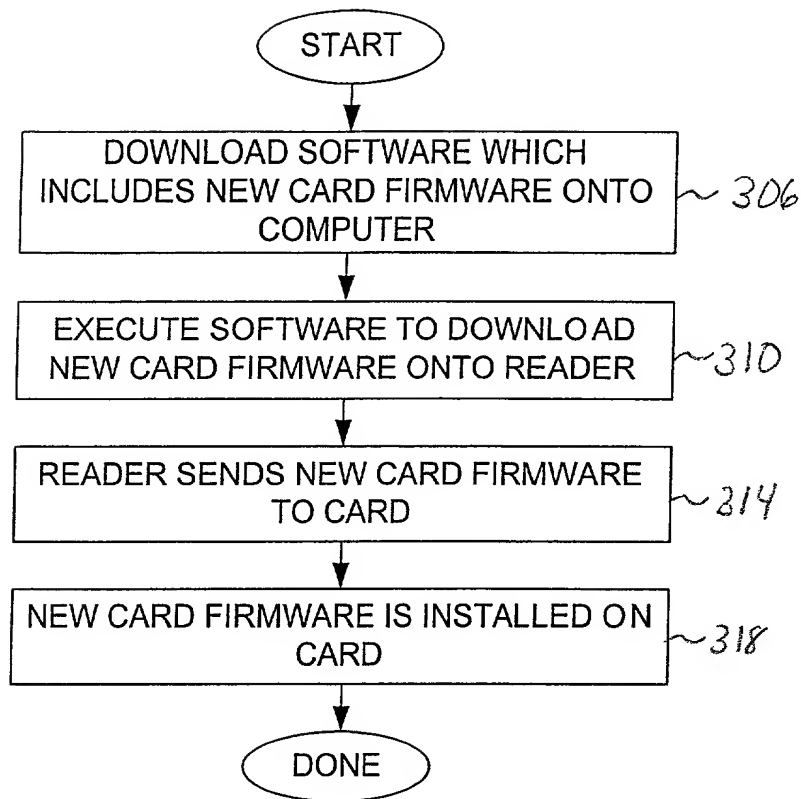 START
DOWNLOAD SOFTWARE WHICH
INCLUDES NEW CARD FIRMWARE ONTO
COMPUTER
306
EXECUTE SOFTWARE TO DOWNLOAD
NEW CARD FIRMWARE ONTO READER
310
READER SENDS NEW CARD FIRMWARE
TO CARD
314
NEW CARD FIRMWARE IS INSTALLED ON
CARD
318
DONE